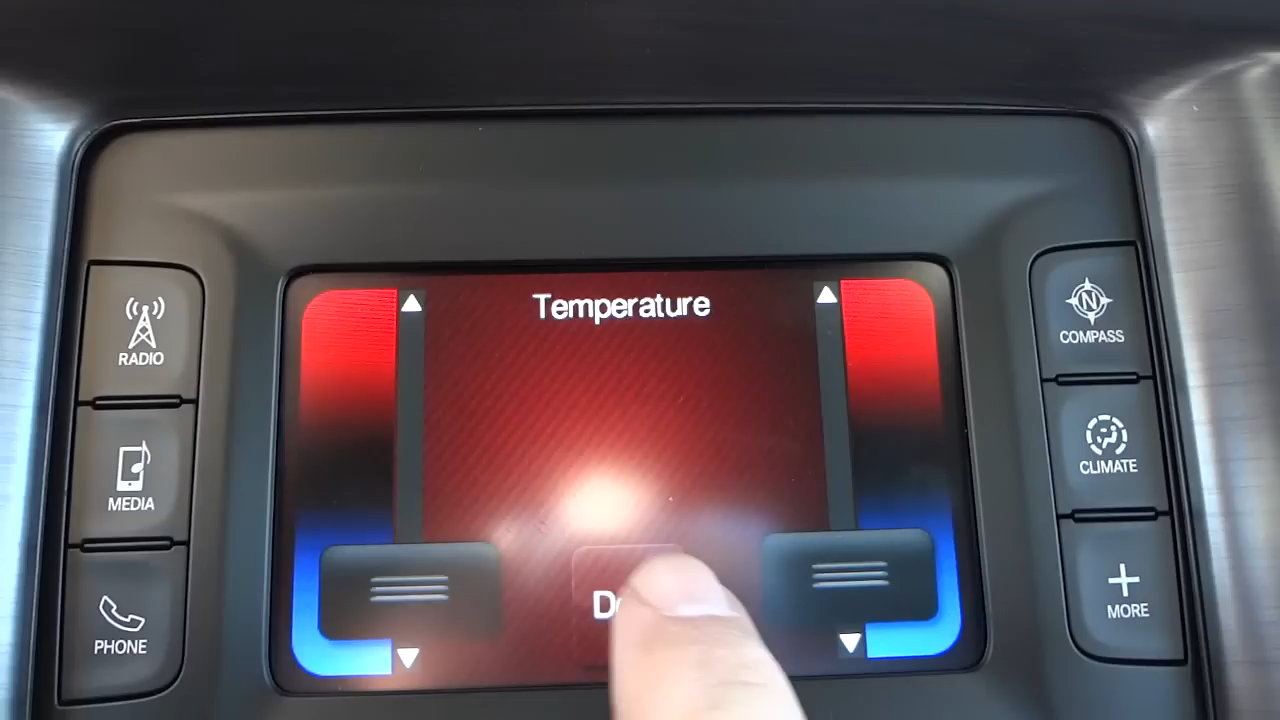 Temperature
RADIO
MEDIA
PHONE
N
COMPASS
CLIMATE
MORE